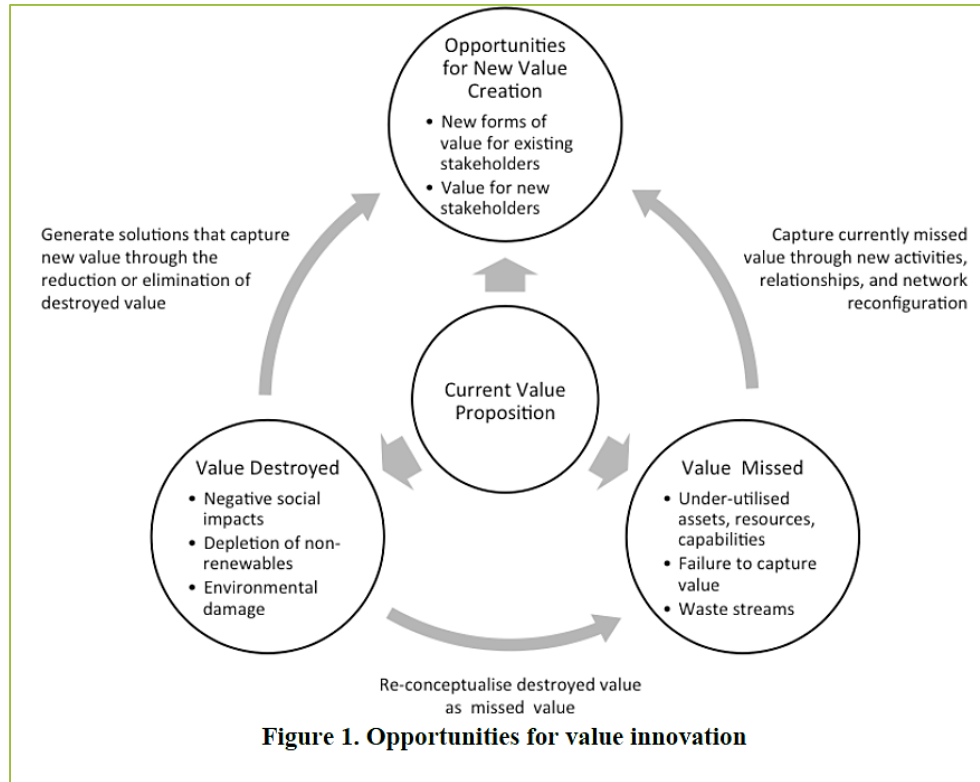 Opportunities
for New Value
Creation
• New forms of
value for existing
stakeholders
• Value for new
stakeholders
Generate solutions that capture
new value through the
reduction or elimination of
destroyed value
Capture currently missed
value through new activities,
relationships, and network
reconfiguration
Current Value
Proposition
Value Destroyed
• Negative social
impacts
• Depletion of non-
renewables
• Environmental
damage
Value Missed
• Under-utilised
assets, resources,
capabilities
• Failure to capture
value
• Waste streams
Re-conceptualise destroyed value
as missed value
Figure 1. Opportunities for value innovation